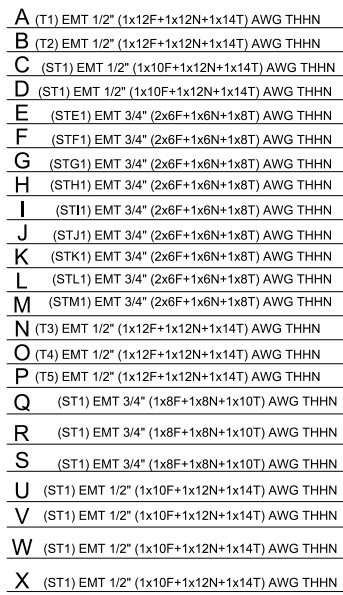 A (T1) EMT 1/2" (1x12F+1x12N+1x14T) AWG THHN
B (T2) EMT 1/2" (1x12F+1x12N+1x14T) AWG THHN
C (ST1) EMT 1/2" (1x10F+1x12N+1x14T) AWG THHN
D (ST1) EMT 1/2" (1x10F+1x12N+1x14T) AWG THHN
E (STE1) EMT 3/4" (2x6F+1x6N+1x8T) AWG THHN
F (STF1) EMT 3/4" (2x6F+1x6N+1x8T) AWG THHN
G (STG1) EMT 3/4" (2x6F+1x6N+1x8T) AWG THHN
H (STH1) EMT 3/4" (2x6F+1x6N+1x8T) AWG THHN
I (STI1) EMT 3/4" (2x6F+1x6N+1x8T) AWG THHN
J (STJ1) EMT 3/4" (2x6F+1x6N+1x8T) AWG THHN
K (STK1) EMT 3/4" (2x6F+1x6N+1x8T) AWG THHN
L (STL1) EMT 3/4" (2x6F+1x6N+1x8T) AWG THHN
M (STM1) EMT 3/4" (2x6F+1x6N+1x8T) AWG THHN
N (T3) EMT 1/2" (1x12F+1x12N+1x14T) AWG THHN
O (T4) EMT 1/2" (1x12F+1x12N+1x14T) AWG THHN
P (T5) EMT 1/2" (1x12F+1x12N+1x14T) AWG THHN
Q (ST1) EMT 3/4" (1x8F+1x8N+1x10T) AWG THHN
R (ST1) EMT 3/4" (1x8F+1x8N+1x10T) AWG THHN
S (ST1) EMT 3/4" (1x8F+1x8N+1x10T) AWG THHN
U (ST1) EMT 1/2" (1x10F+1x12N+1x14T) AWG THHN
V (ST1) EMT 1/2" (1x10F+1x12N+1x14T) AWG THHN
W (ST1) EMT 1/2" (1x10F+1x12N+1x14T) AWG THHN
X (ST1) EMT 1/2" (1x10F+1x12N+1x14T) AWG THHN